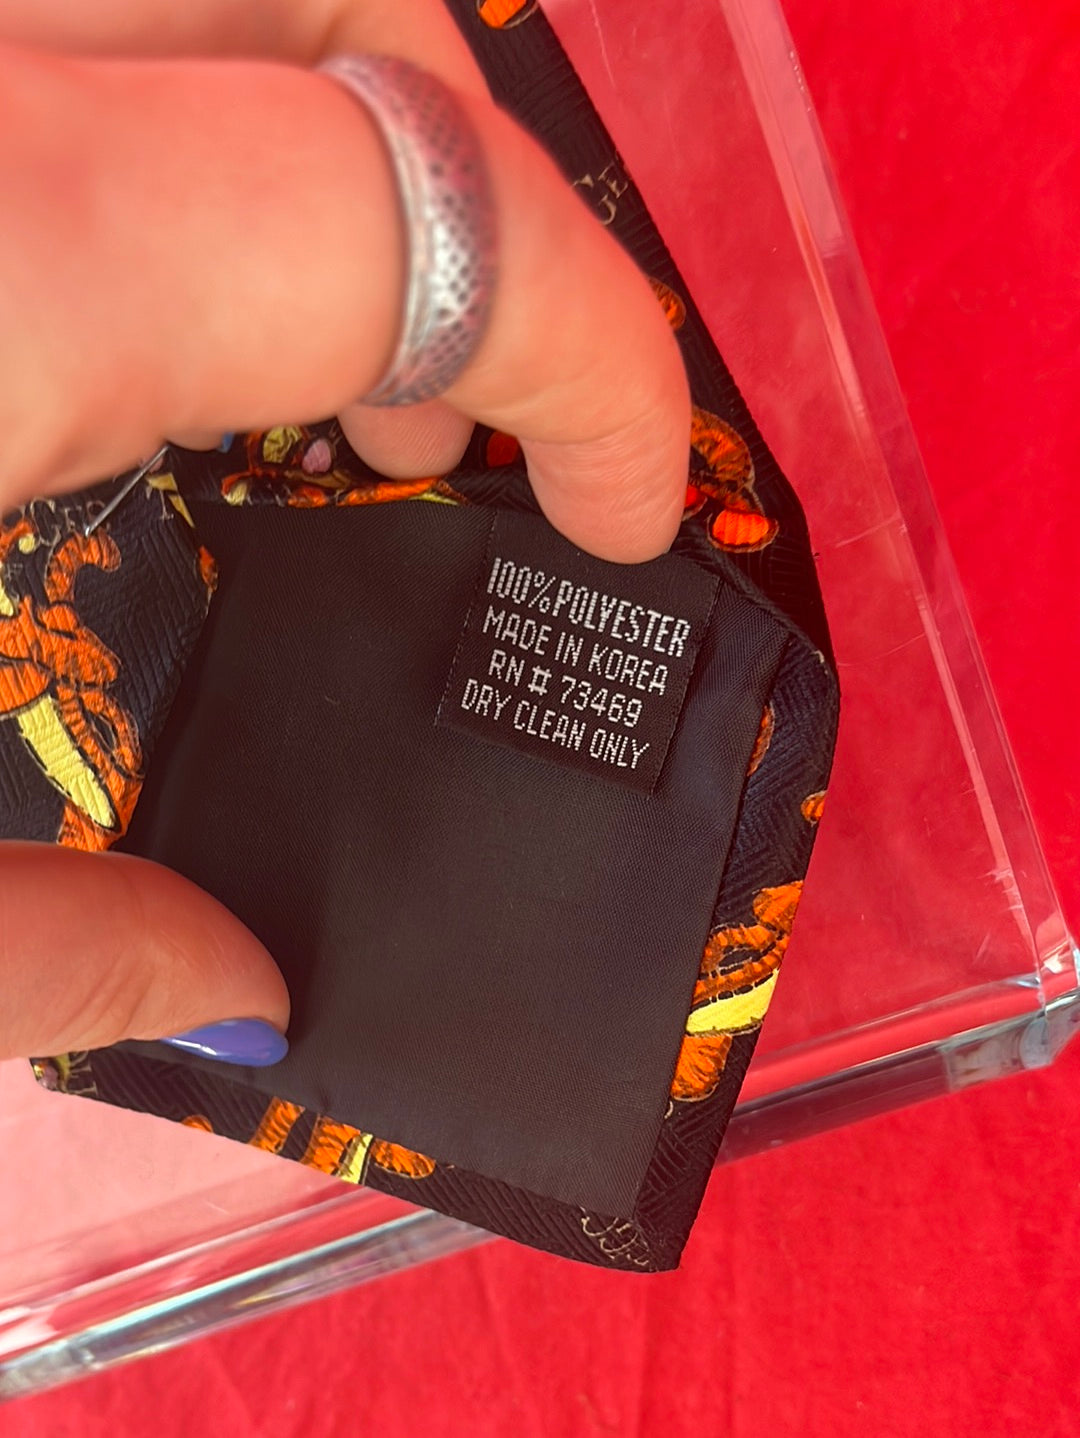 100% POLYESTER
MADE IN KOREA
RN # 73469
DRY CLEAN ONLY